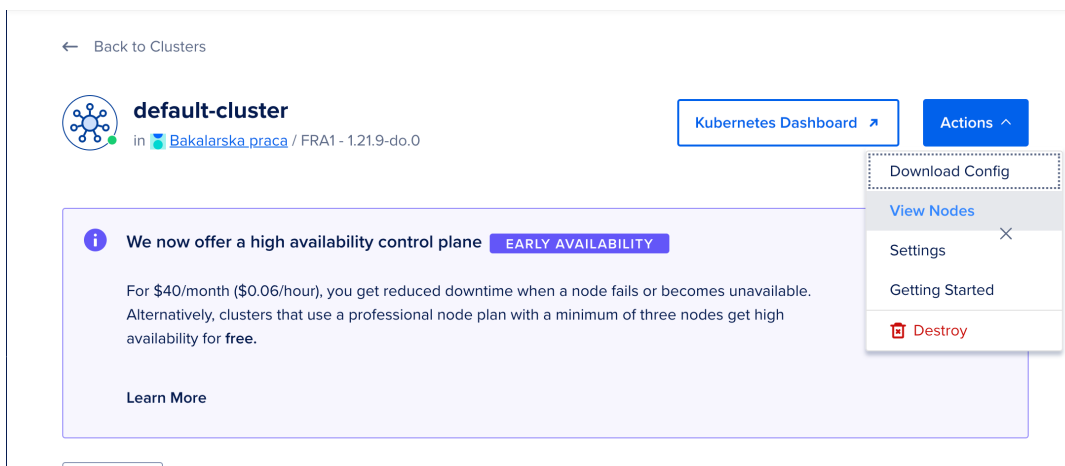 Back to Clusters
default-cluster
in Bakalarska praca / FRA1 - 1.21.9-do.0
Kubernetes Dashboard
Actions
Download Config
View Nodes
Settings
Getting Started
Destroy
We now offer a high availability control plane EARLY AVAILABILITY
For $40/month ($0.06/hour), you get reduced downtime when a node fails or becomes unavailable.
Alternatively, clusters that use a professional node plan with a minimum of three nodes get high
availability for free.
Learn More